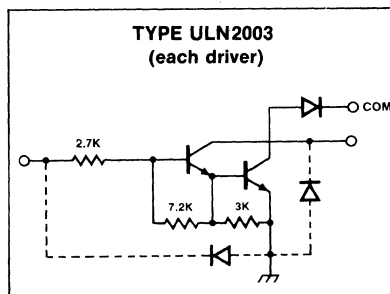 TYPE ULN2003
(each driver)
COM
2.7K
7.2K
3K